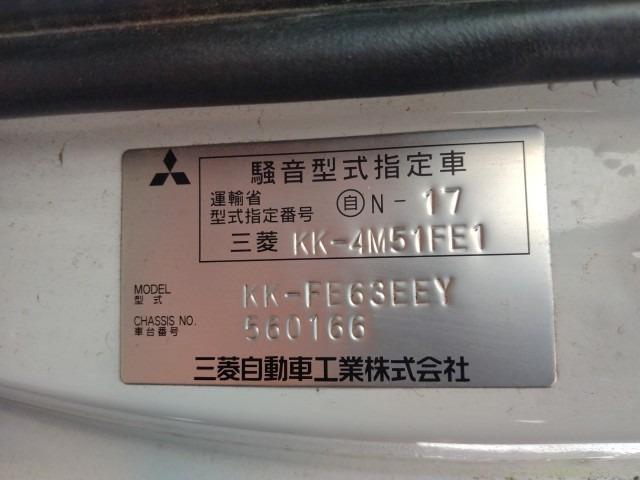 騒音型式指定車
運輸省
型式指定番号 自N-17
三菱 KK-4M51FE1
MODEL
型式 KK-FE63EEY
CHASSIS NO.
車台番号 560166
三菱自動車工業株式会社